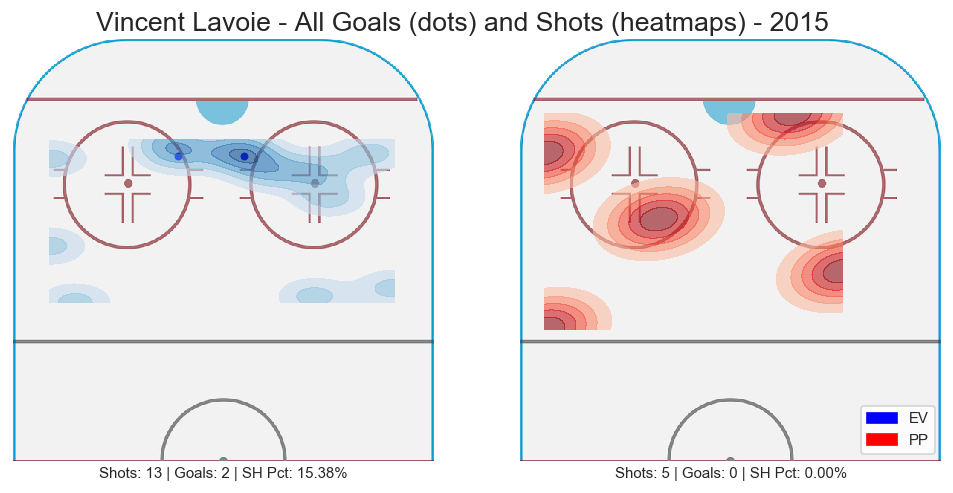 Vincent Lavoie - All Goals (dots) and Shots (heatmaps) - 2015
EV
PP
Shots: 13 | Goals: 2 | SH Pct: 15.38%
Shots: 5 | Goals: 0 | SH Pct: 0.00%